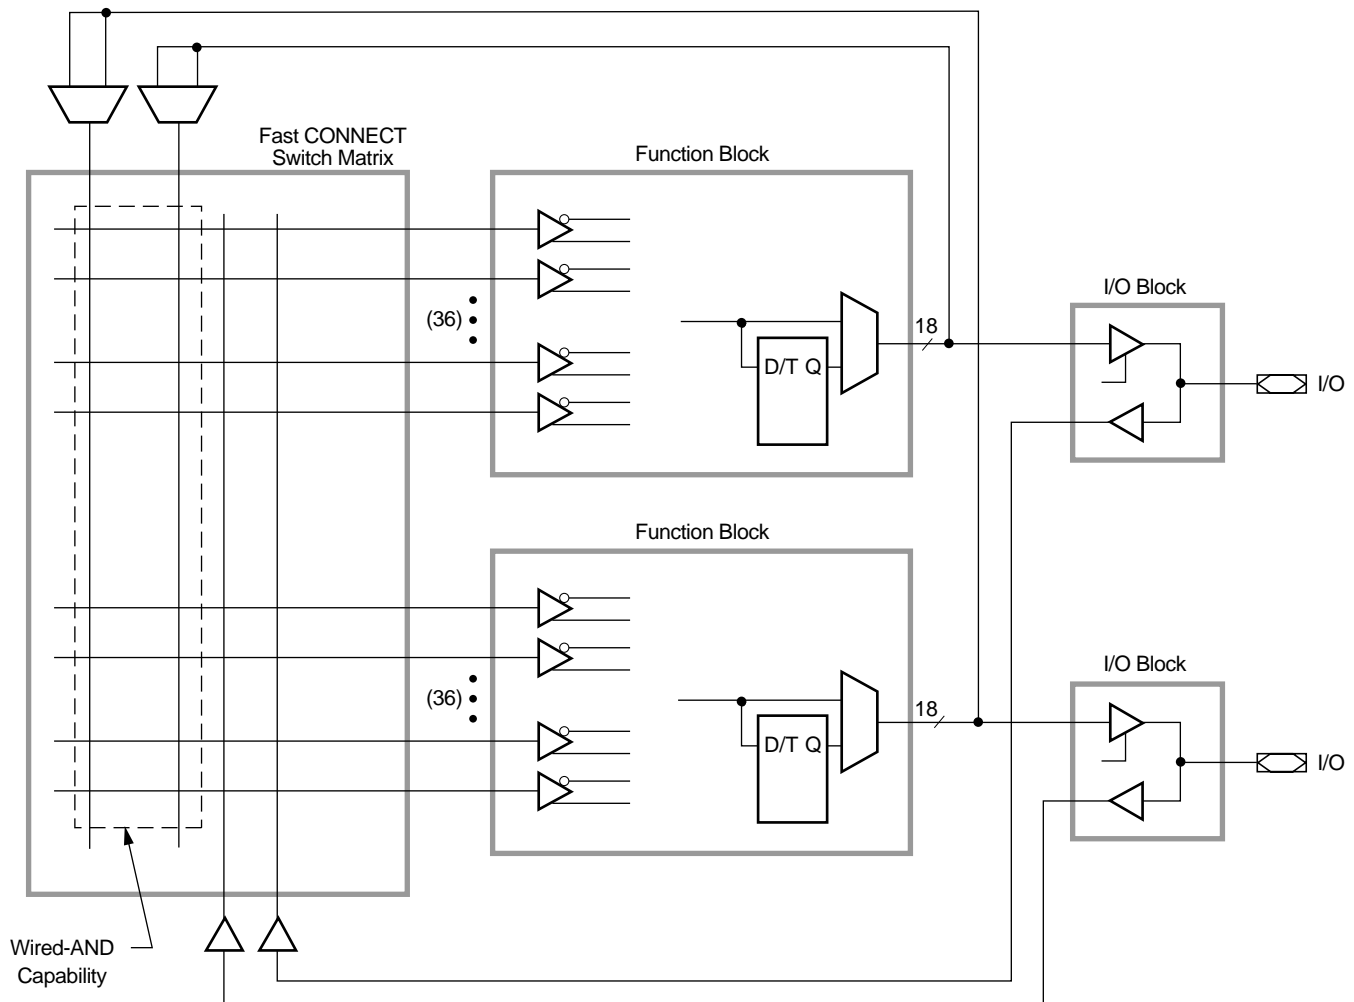 Fast CONNECT
Switch Matrix
Function Block
(36)
D/T Q
18
I/O Block
I/O
Function Block
(36)
D/T Q
18
I/O Block
I/O
Wired-AND
Capability